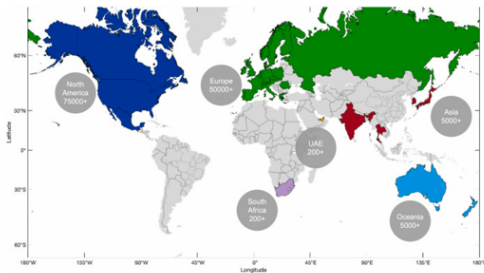 60°N
30°N
0°
30°S
60°S
Latitude
North
America
75000+
Europe
50000+
Asia
5000+
UAE
200+
South
Africa
200+
Oceania
5000+
180°W
135°W
90°W
45°W
0°
45°E
90°E
135°E
180°
Longitude